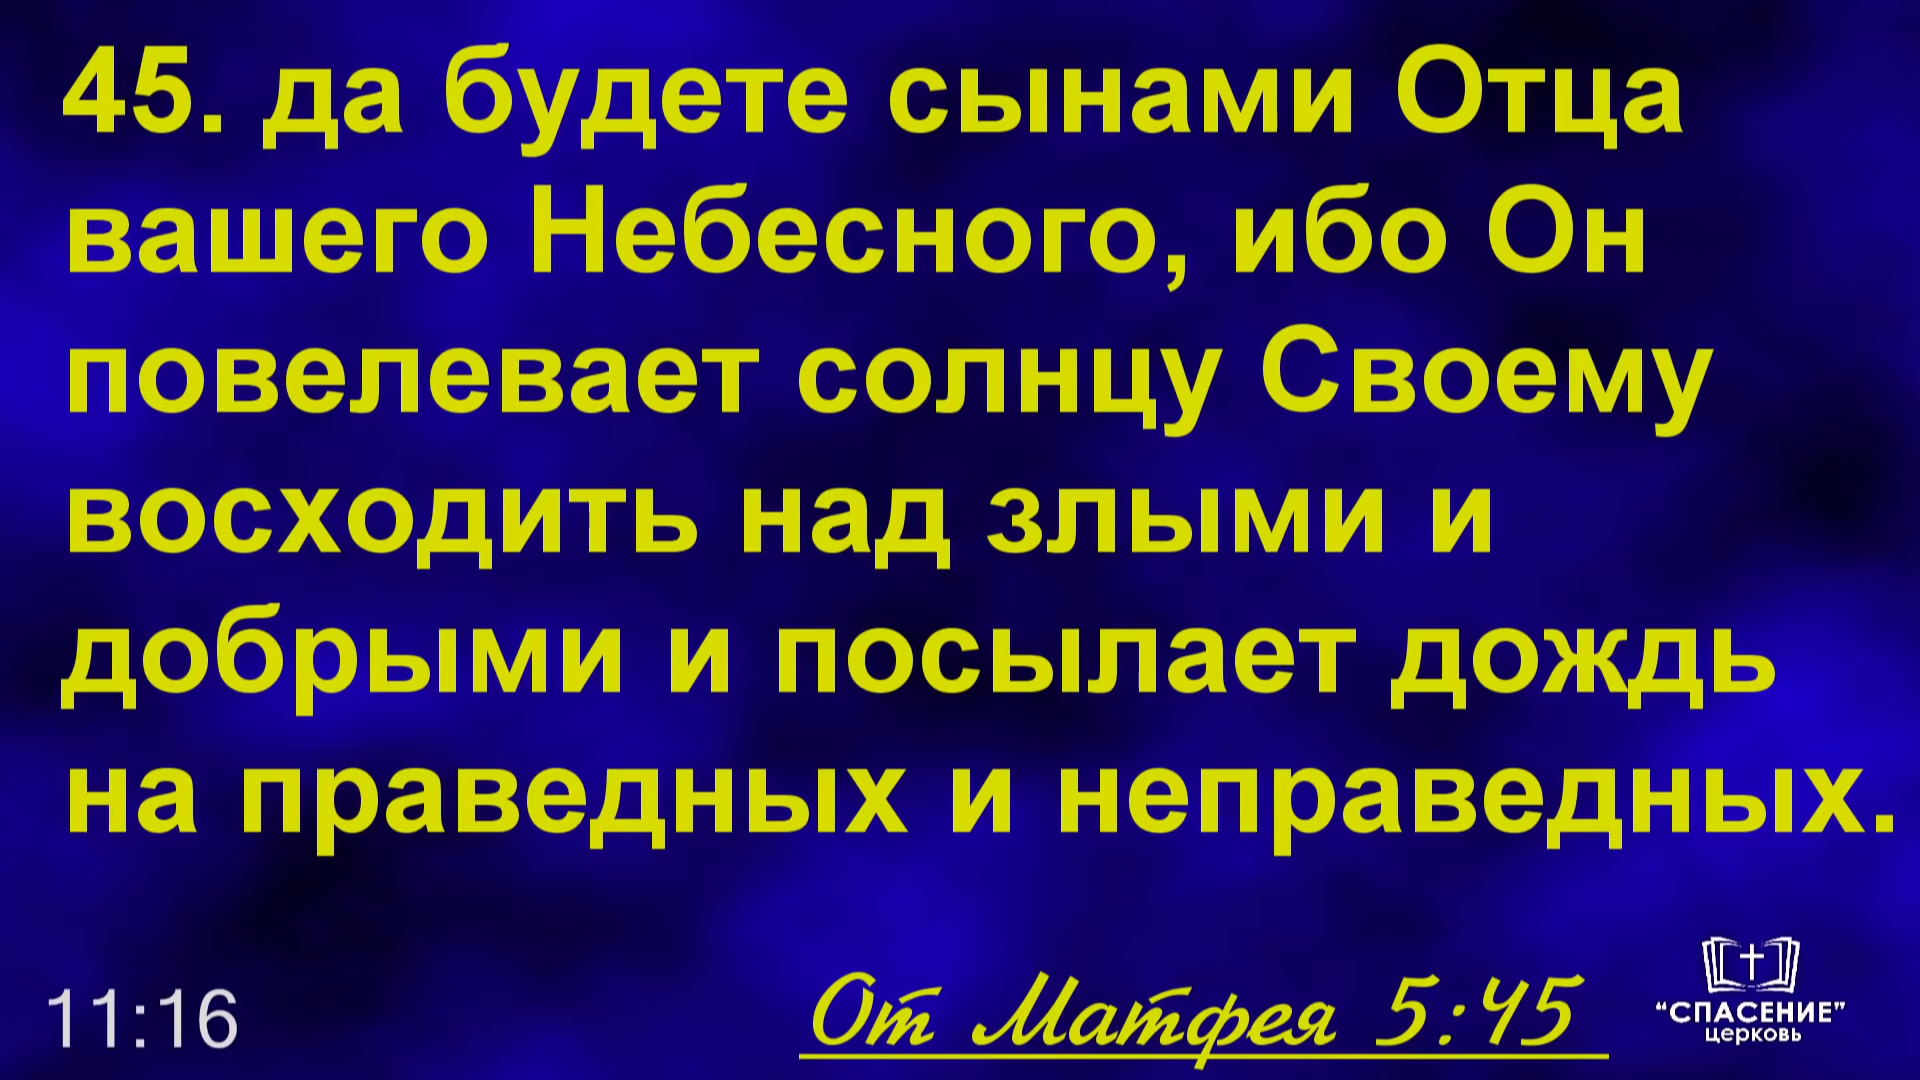 45. да будете сынами Отца
вашего Небесного, ибо Он
повелевает солнцу Своему
восходить над злыми и
добрыми и посылает дождь
на праведных и неправедных.
11:16
От Матфея 5:45
“СПАСЕНИЕ”
церковь